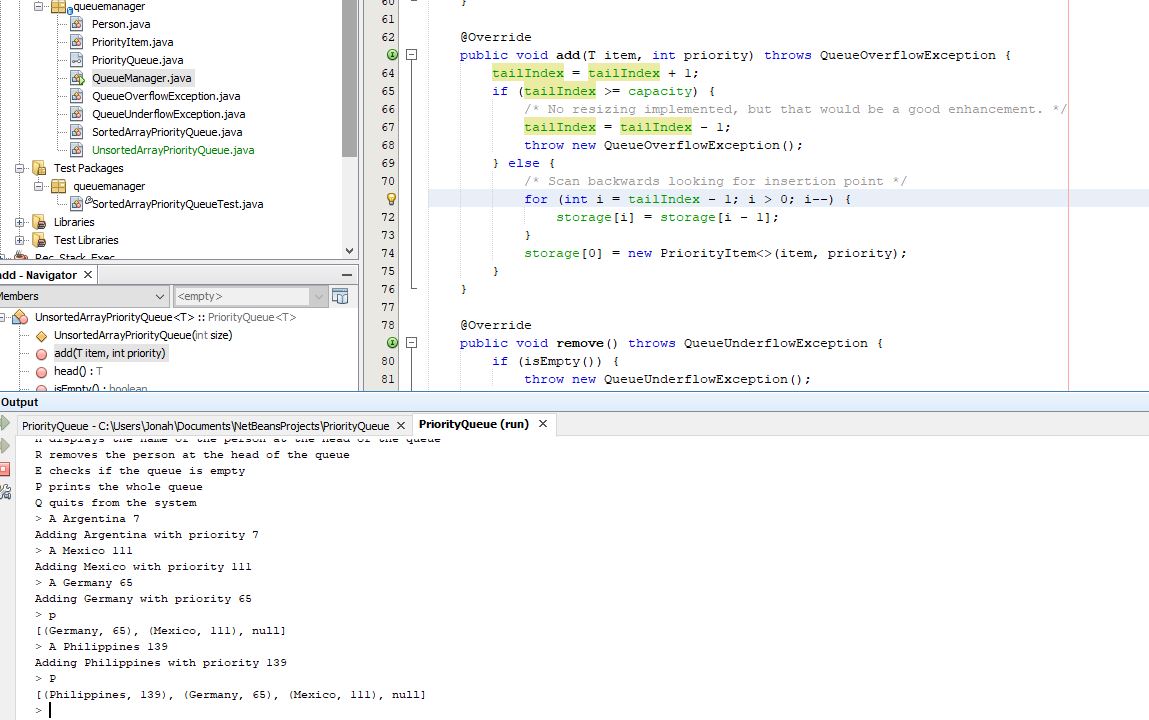 queuemanager
Person.java
PriorityItem.java
PriorityQueue.java
QueueManager.java
QueueOverflowException.java
QueueUnderflowException.java
SortedArrayPriorityQueue.java
UnsortedArrayPriorityQueue.java
Test Packages
queuemanager
SortedArrayPriorityQueueTest.java
Libraries
Test Libraries
Rec_Stack_Exec
60 }
61
62 @Override
public void add(T item, int priority) throws QueueOverflowException {
64 tailIndex = tailIndex + 1;
65 if (tailIndex >= capacity) {
66 /* No resizing implemented, but that would be a good enhancement. */
67 tailIndex = tailIndex - 1;
68 throw new QueueOverflowException();
69 } else {
70 /* Scan backwards looking for insertion point */
for (int i = tailIndex - 1; i > 0; i--) {
72 storage[i] = storage[i - 1];
73 }
74 storage[0] = new PriorityItem<>(item, priority);
75 }
76 }
77
78 @Override
public void remove() throws QueueUnderflowException {
80 if (isEmpty()) {
81 throw new QueueUnderflowException();
add - Navigator
Members
<empty>
UnsortedArrayPriorityQueue<T> :: PriorityQueue<T>
UnsortedArrayPriorityQueue(int size)
add(T item, int priority)
head() : T
isEmpty() : boolean
Output
PriorityQueue - C:\Users\Jonah\Documents\NetBeansProjects\PriorityQueue
PriorityQueue (run)
H displays the name of the person at the head of the queue
R removes the person at the head of the queue
E checks if the queue is empty
P prints the whole queue
Q quits from the system
> A Argentina 7
Adding Argentina with priority 7
> A Mexico 111
Adding Mexico with priority 111
> A Germany 65
Adding Germany with priority 65
> p
[(Germany, 65), (Mexico, 111), null]
> A Philippines 139
Adding Philippines with priority 139
> P
[(Philippines, 139), (Germany, 65), (Mexico, 111), null]
>